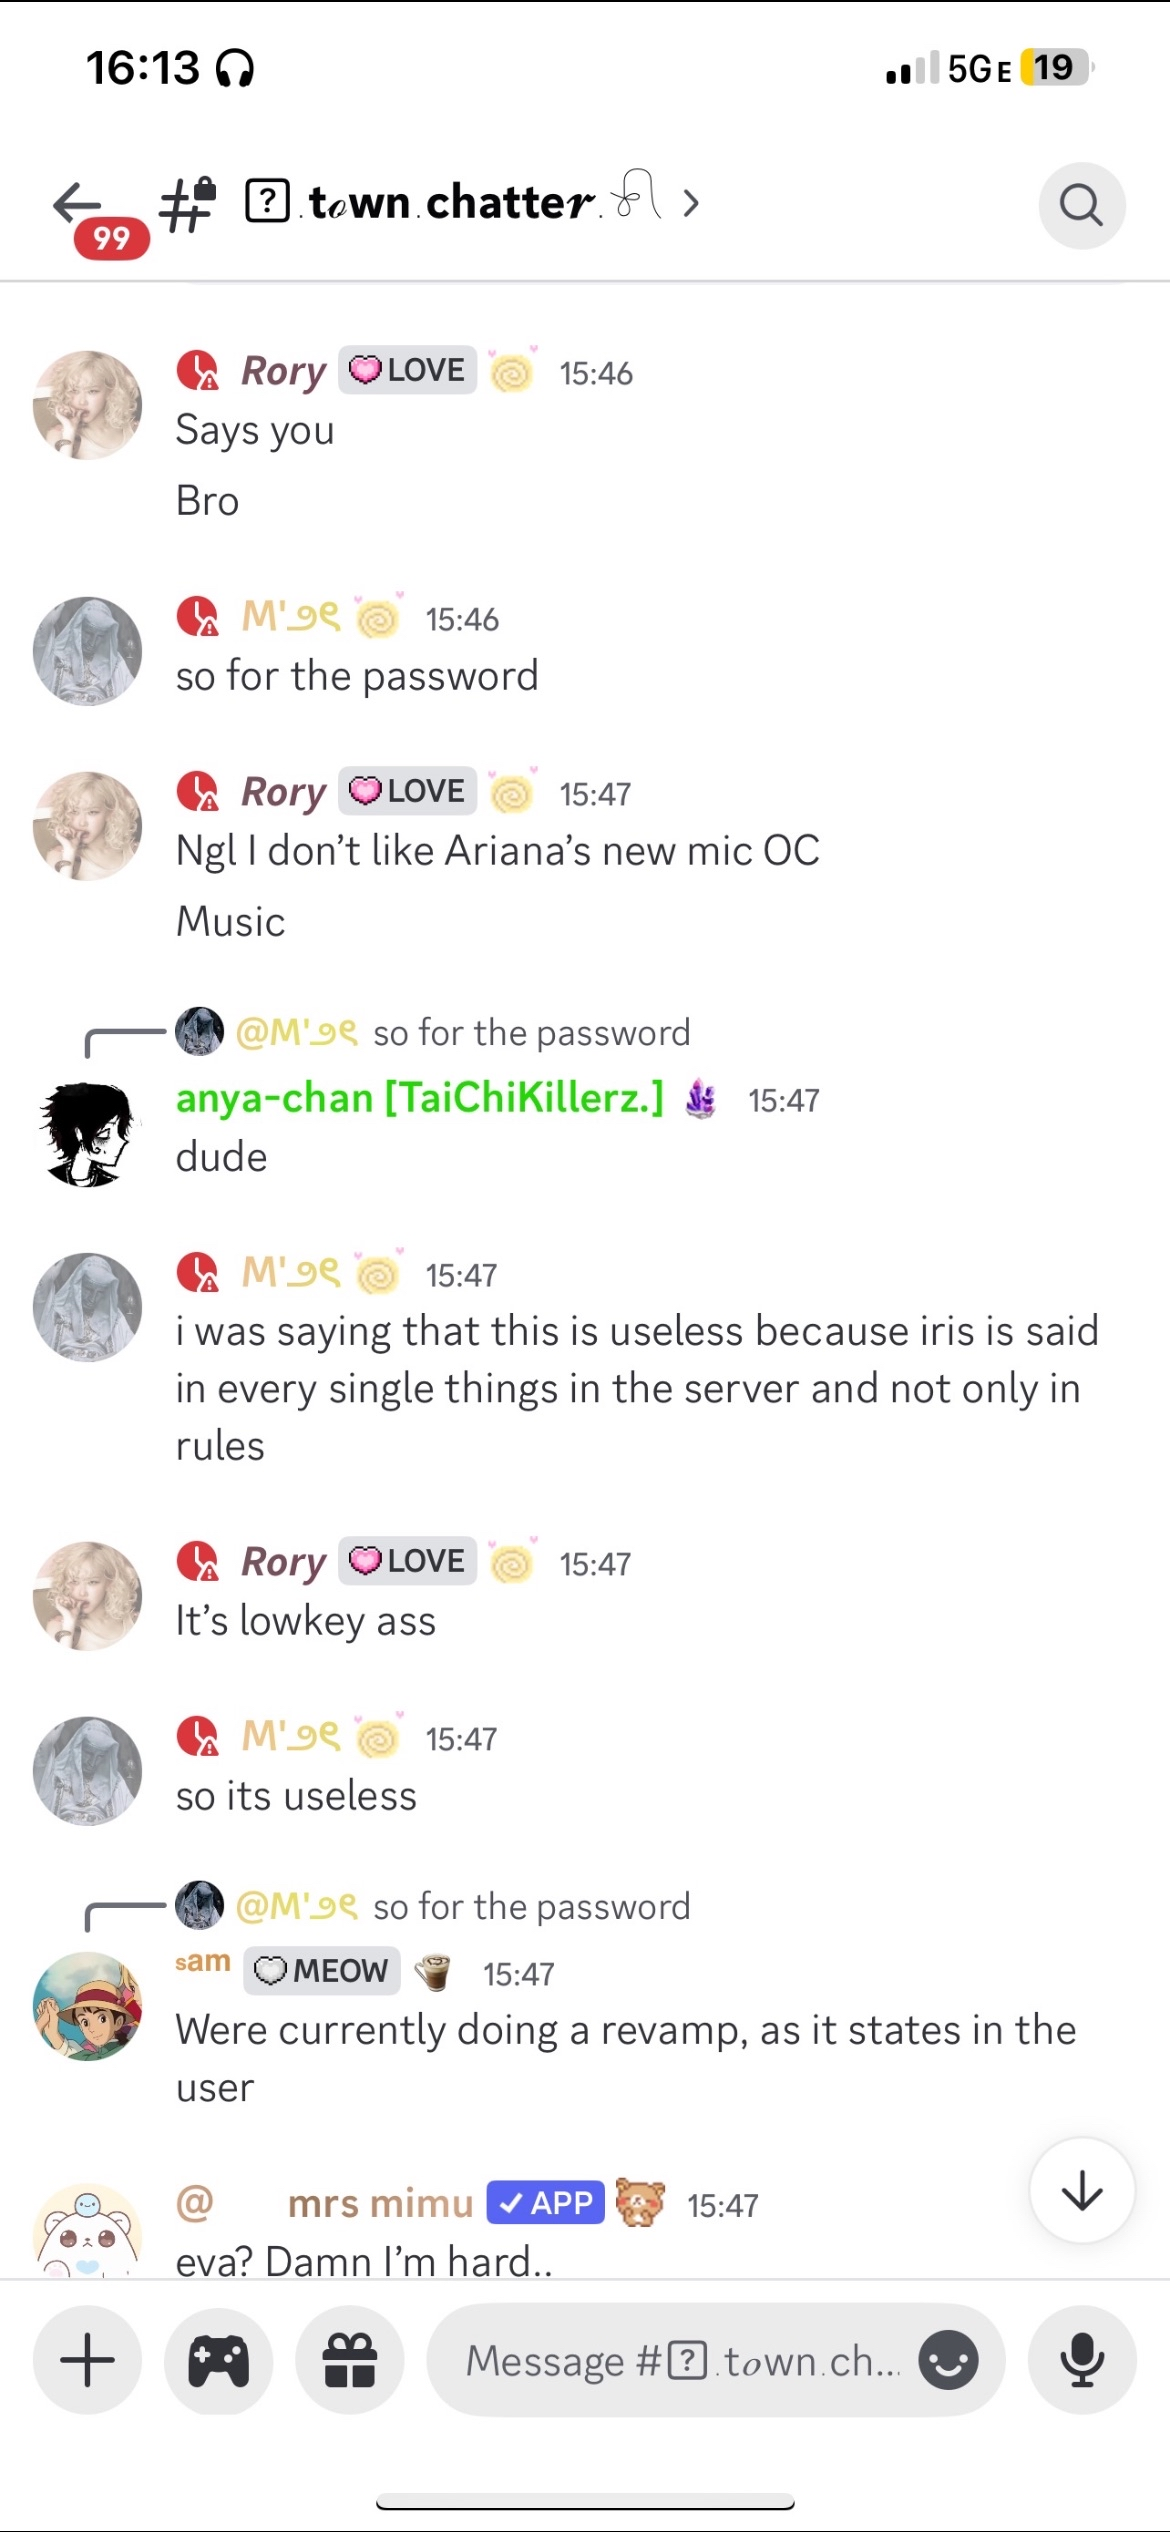 16:13 5GE 19
99 # ? .town.chatter. >
Rory LOVE 15:46
Says you
Bro
M'୨ৎ 15:46
so for the password
Rory LOVE 15:47
Ngl I don’t like Ariana’s new mic OC
Music
@M'୨ৎ so for the password
anya-chan [TaiChiKillerz.] 15:47
dude
M'୨ৎ 15:47
i was saying that this is useless because iris is said
in every single things in the server and not only in
rules
Rory LOVE 15:47
It’s lowkey ass
M'୨ৎ 15:47
so its useless
@M'୨ৎ so for the password
sam MEOW 15:47
Were currently doing a revamp, as it states in the
user
@ mrs mimu ✓ APP 15:47
eva? Damn I’m hard..
Message # ? .town.ch...